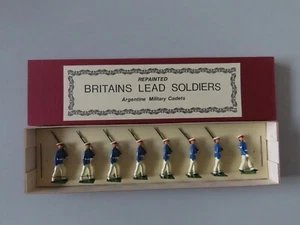 REPAINTED
BRITAINS LEAD SOLDIERS
Argentine Military Cadets